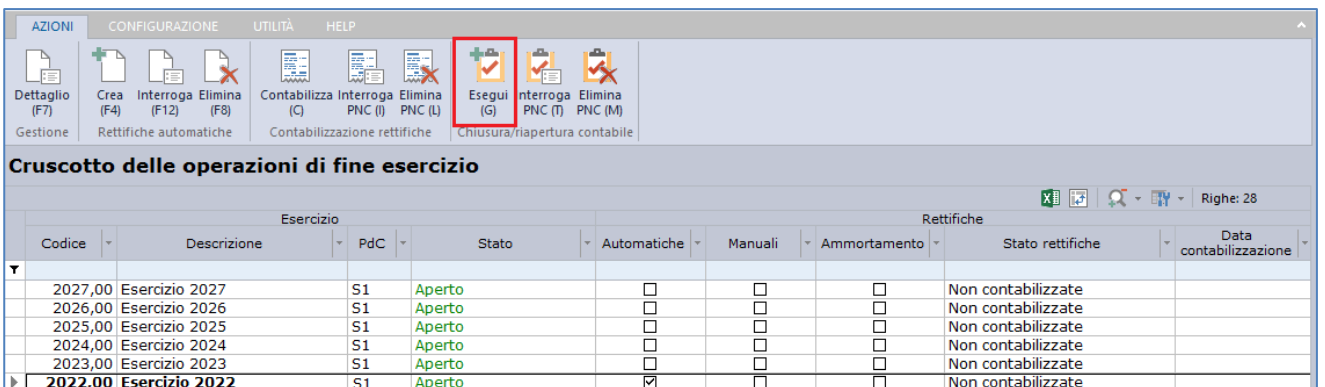 AZIONI CONFIGURAZIONE UTILITÀ HELP
Dettaglio Crea Interroga Elimina Contabilizza Interroga Elimina Esegui Interroga Elimina
(F7) (F4) (F12) (F8) (C) PNC (I) PNC (L) (G) PNC (T) PNC (M)
Gestione Rettifiche automatiche Contabilizzazione rettifiche Chiusura/riapertura contabile
Cruscotto delle operazioni di fine esercizio
Righe: 28
Esercizio Rettifiche
Codice Descrizione PdC Stato Automatiche Manuali Ammortamento Stato rettifiche Data contabilizzazione
2027,00 Esercizio 2027 S1 Aperto Non contabilizzate
2026,00 Esercizio 2026 S1 Aperto Non contabilizzate
2025,00 Esercizio 2025 S1 Aperto Non contabilizzate
2024,00 Esercizio 2024 S1 Aperto Non contabilizzate
2023,00 Esercizio 2023 S1 Aperto Non contabilizzate
2022,00 Esercizio 2022 S1 Aperto Non contabilizzate